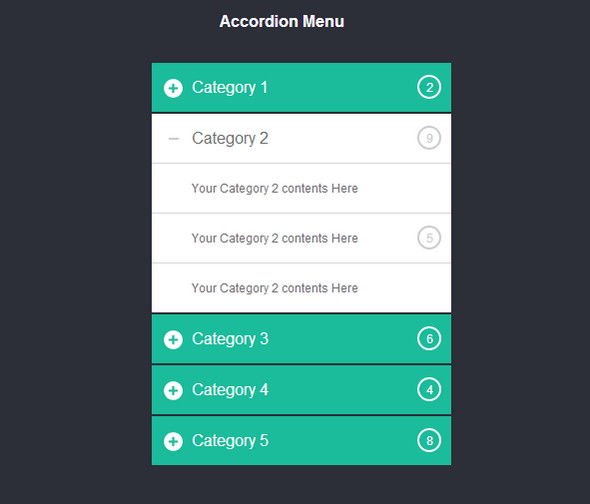 Accordion Menu
Category 1 2
Category 2 9
Your Category 2 contents Here
Your Category 2 contents Here 5
Your Category 2 contents Here
Category 3 6
Category 4 4
Category 5 8